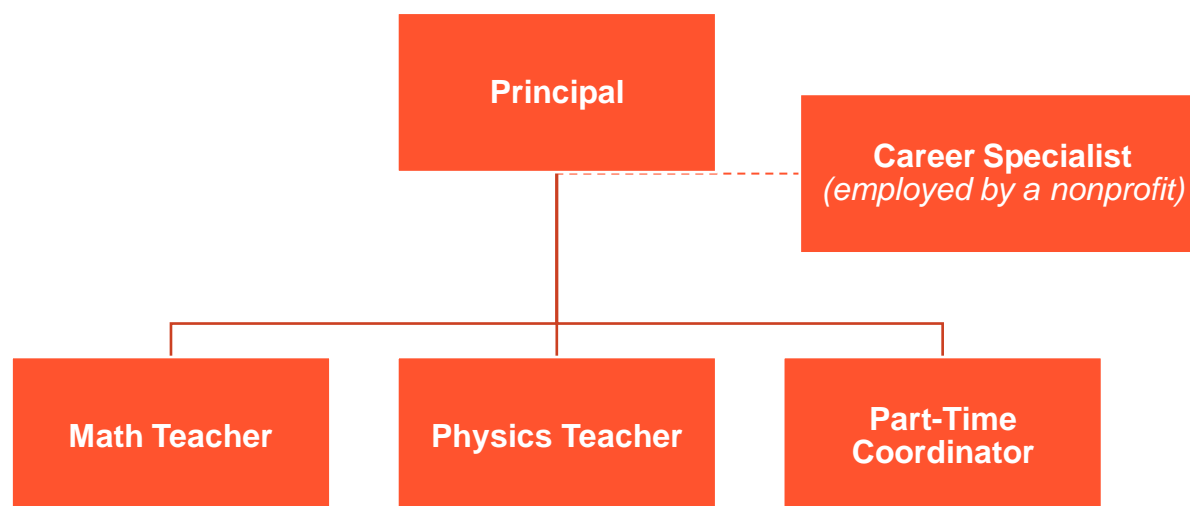 Principal
Career Specialist
(employed by a nonprofit)
Math Teacher
Physics Teacher
Part-Time
Coordinator